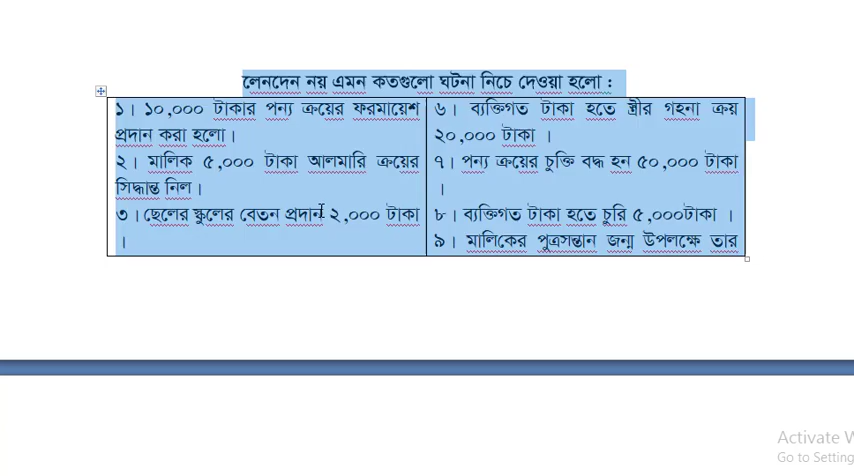 লেনদেন নয় এমন কতগুলো ঘটনা নিচে দেওয়া হলো :
১। ১০,০০০ টাকার পন্য ক্রয়ের ফরমায়েশ
প্রদান করা হলো।
২। মালিক ৫,০০০ টাকা আলমারি ক্রয়ের
সিদ্ধান্ত নিল।
৩। ছেলের স্কুলের বেতন প্রদান ২,০০০ টাকা
।
৬। ব্যক্তিগত টাকা হতে স্ত্রীর গহনা ক্রয়
২০,০০০ টাকা ।
৭। পন্য ক্রয়ের চুক্তি বদ্ধ হন ৫০,০০০ টাকা
।
৮। ব্যক্তিগত টাকা হতে চুরি ৫,০০০টাকা ।
৯। মালিকের পুত্রসন্তান জন্ম উপলক্ষে তার
Activate W
Go to Setting